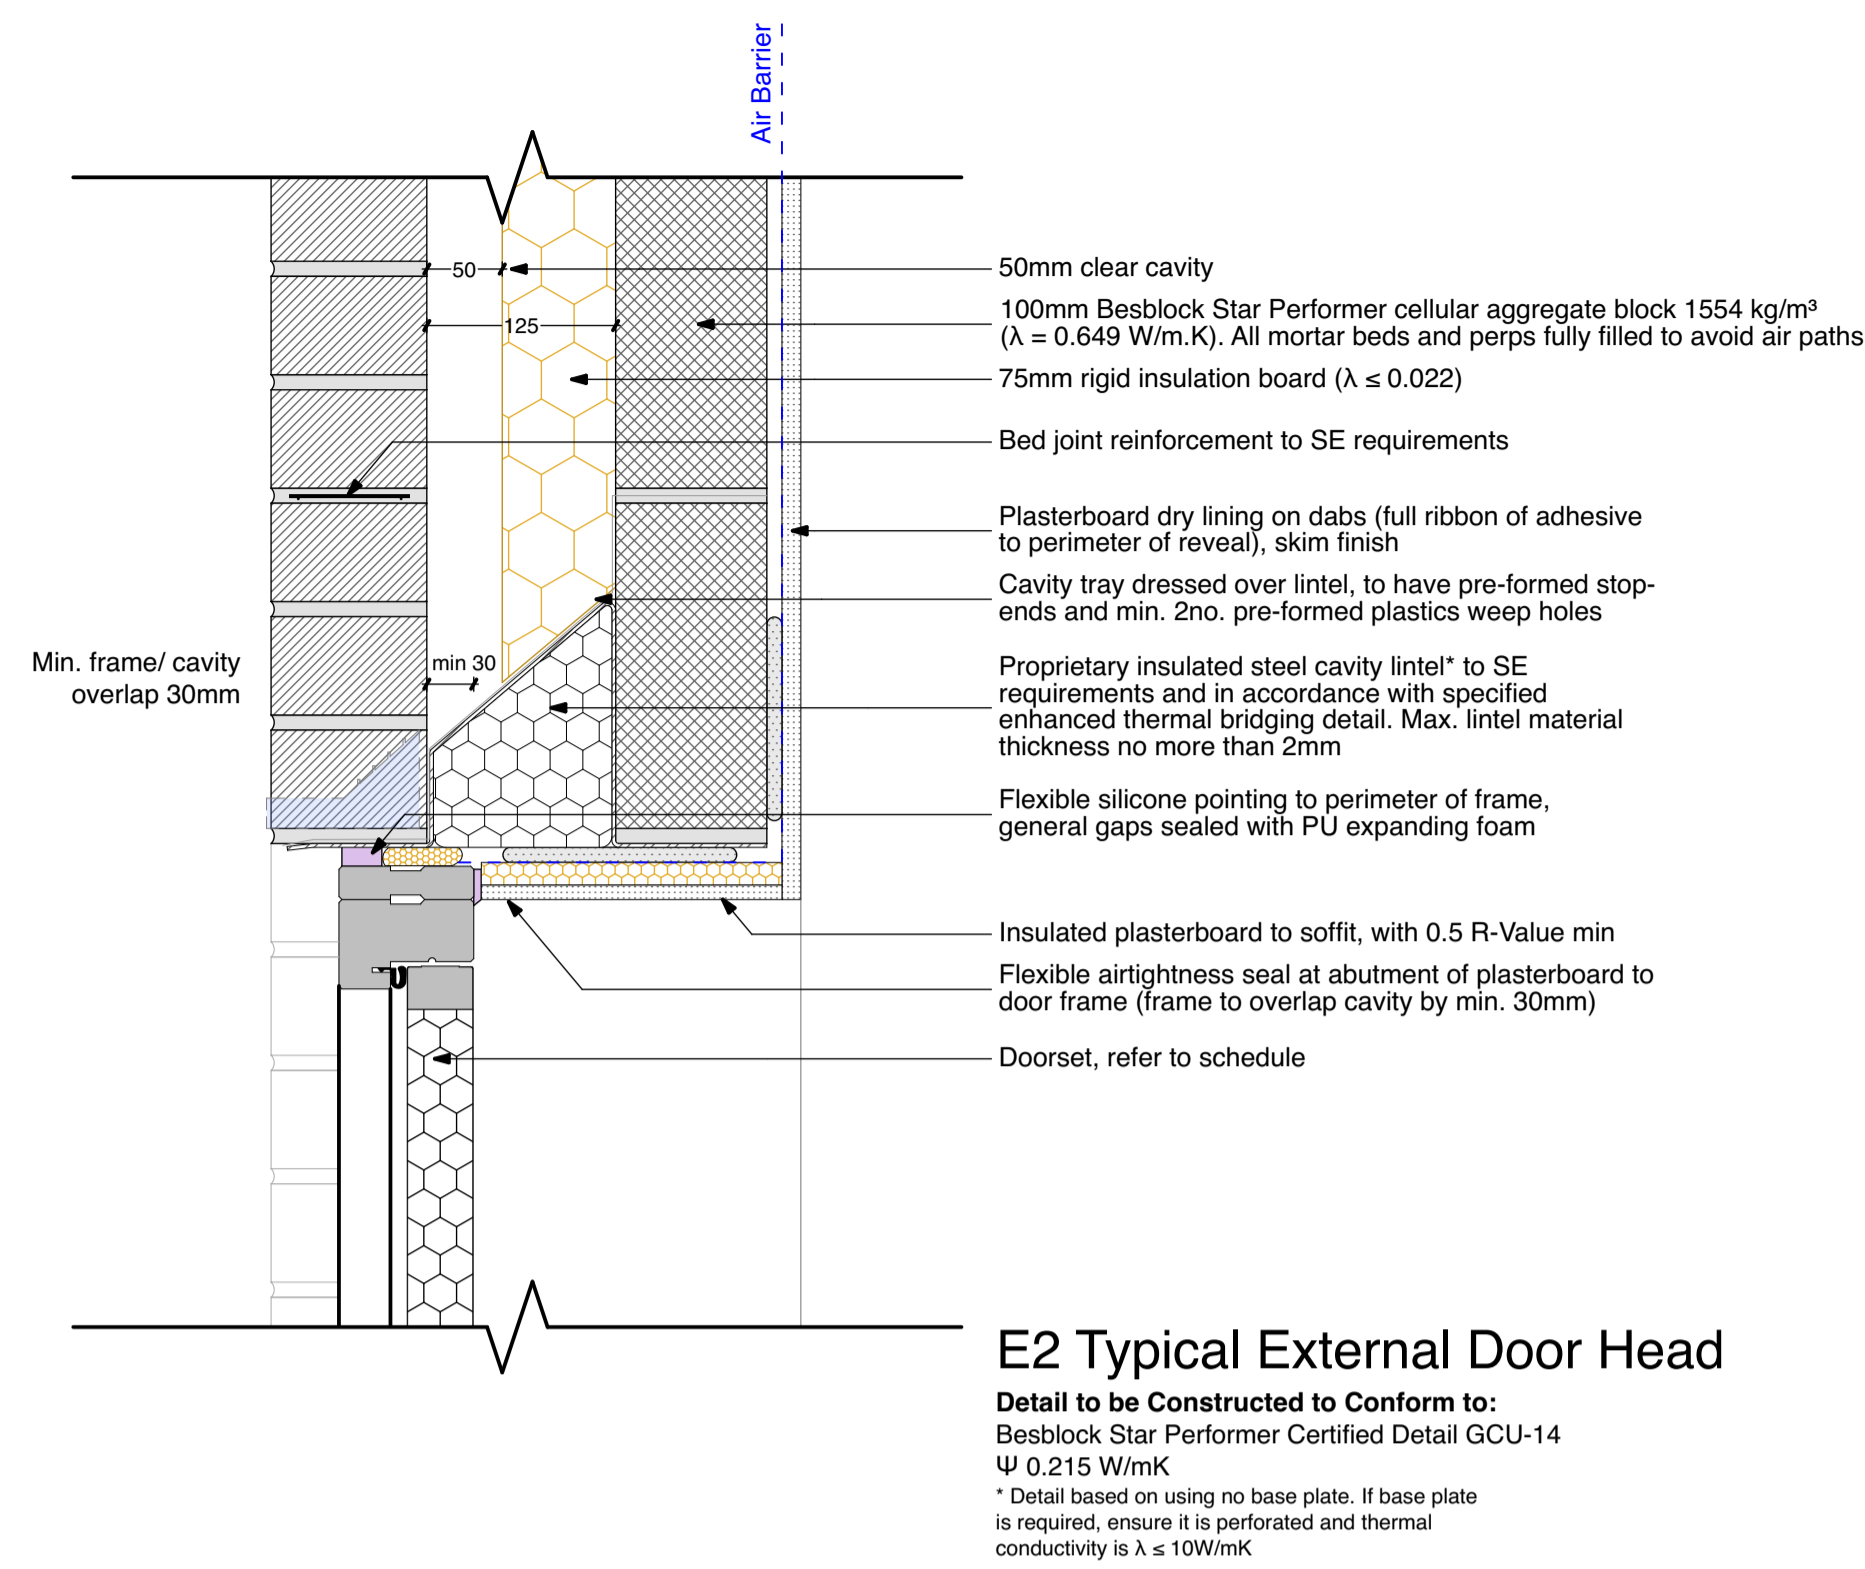 Air Barrier
50
125
min 30
Min. frame/ cavity
overlap 30mm
50mm clear cavity
100mm Besblock Star Performer cellular aggregate block 1554 kg/m³
(λ = 0.649 W/m.K). All mortar beds and perps fully filled to avoid air paths
75mm rigid insulation board (λ ≤ 0.022)
Bed joint reinforcement to SE requirements
Plasterboard dry lining on dabs (full ribbon of adhesive
to perimeter of reveal), skim finish
Cavity tray dressed over lintel, to have pre-formed stop-
ends and min. 2no. pre-formed plastics weep holes
Proprietary insulated steel cavity lintel* to SE
requirements and in accordance with specified
enhanced thermal bridging detail. Max. lintel material
thickness no more than 2mm
Flexible silicone pointing to perimeter of frame,
general gaps sealed with PU expanding foam
Insulated plasterboard to soffit, with 0.5 R-Value min
Flexible airtightness seal at abutment of plasterboard to
door frame (frame to overlap cavity by min. 30mm)
Doorset, refer to schedule
E2 Typical External Door Head
Detail to be Constructed to Conform to:
Besblock Star Performer Certified Detail GCU-14
Ψ 0.215 W/mK
* Detail based on using no base plate. If base plate
is required, ensure it is perforated and thermal
conductivity is λ ≤ 10W/mK